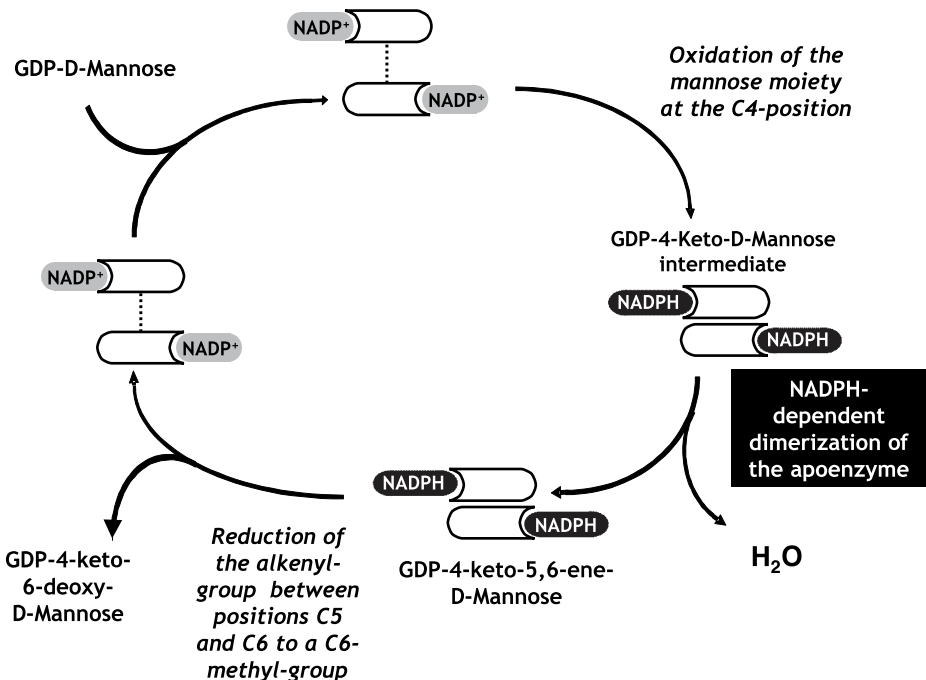 NADP⁺
NADP⁺
GDP-D-Mannose
Oxidation of the
mannose moiety
at the C4-position
GDP-4-Keto-D-Mannose
intermediate
NADPH
NADPH
NADPH-
dependent
dimerization of
the apoenzyme
H₂O
NADPH
NADPH
GDP-4-keto-5,6-ene-
D-Mannose
Reduction of
the alkenyl-
group between
positions C5
and C6 to a C6-
methyl-group
GDP-4-keto-
6-deoxy-
D-Mannose
NADP⁺
NADP⁺